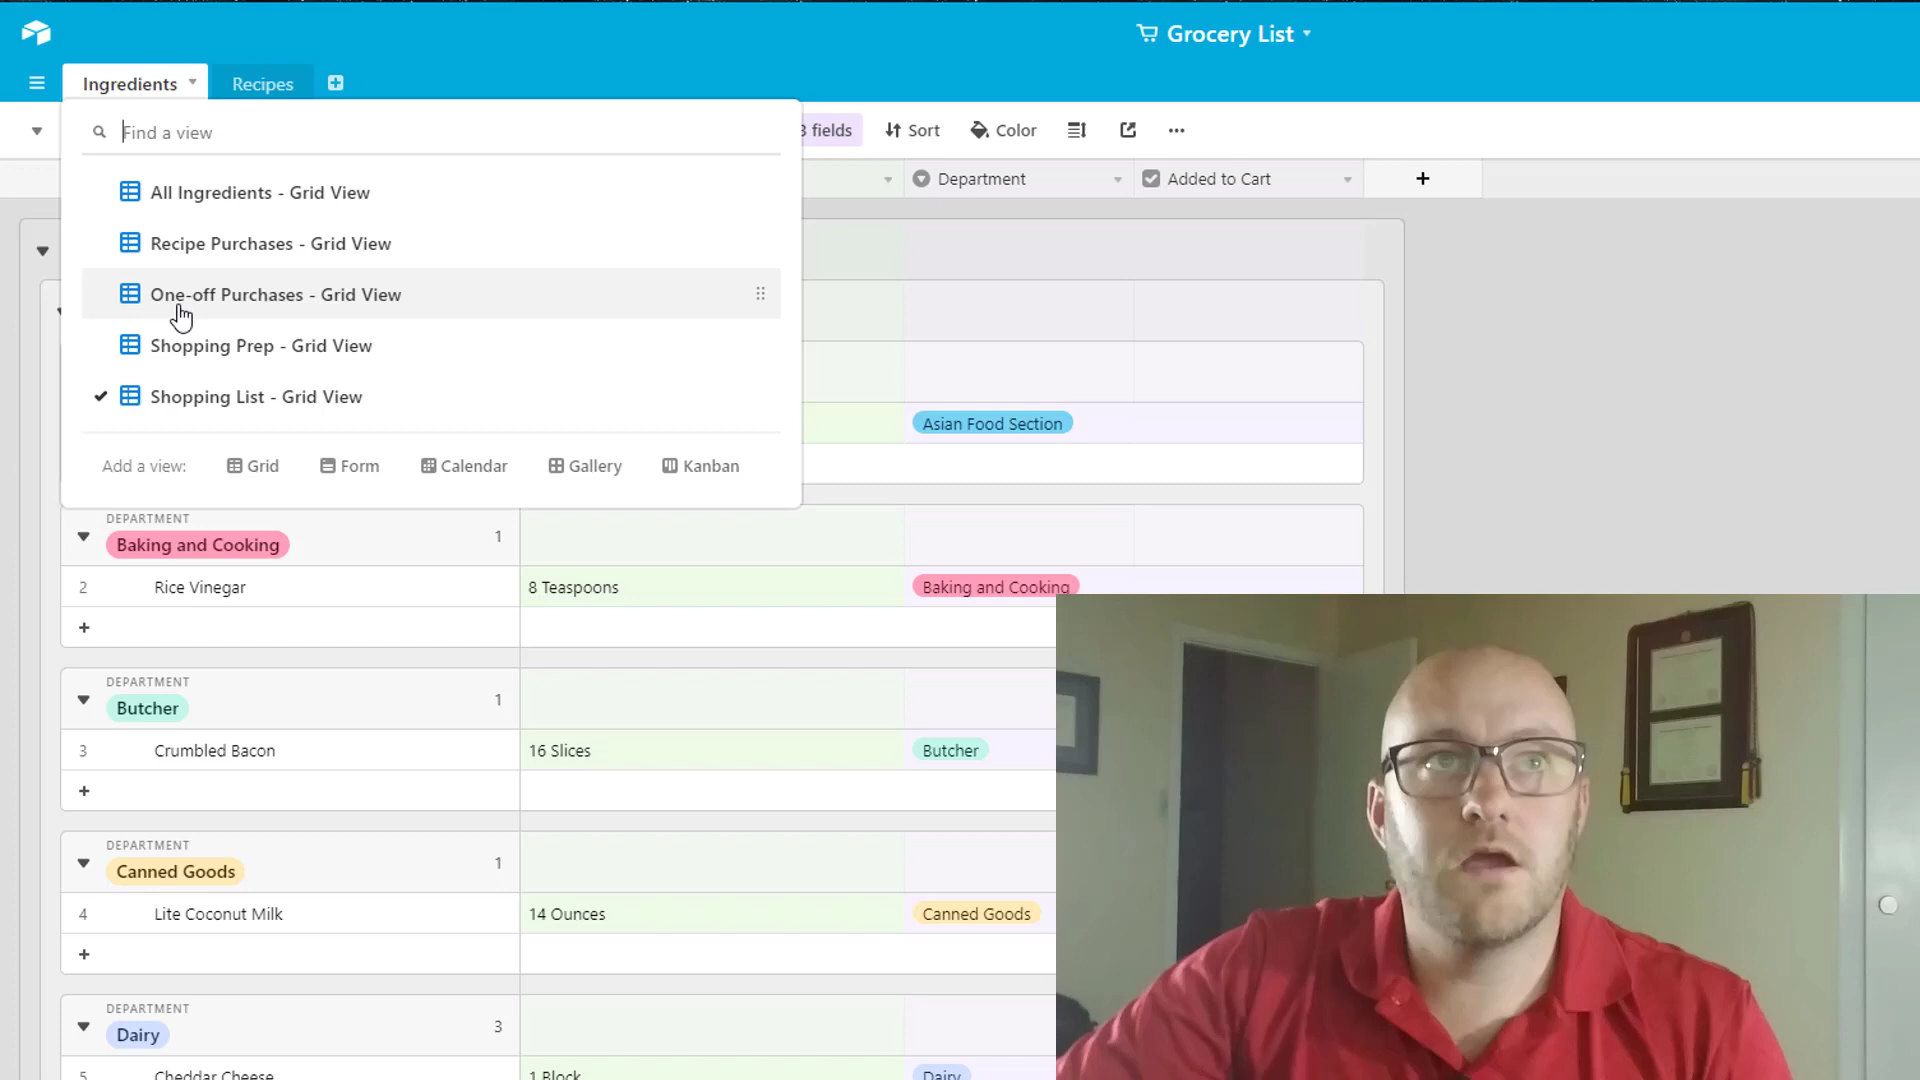 Grocery List
Ingredients
Recipes
Find a view
3 fields
Sort
Color
All Ingredients - Grid View
Department
Added to Cart
Recipe Purchases - Grid View
One-off Purchases - Grid View
Shopping Prep - Grid View
Shopping List - Grid View
Asian Food Section
Add a view:
Grid
Form
Calendar
Gallery
Kanban
DEPARTMENT
Baking and Cooking
1
2
Rice Vinegar
8 Teaspoons
Baking and Cooking
DEPARTMENT
Butcher
1
3
Crumbled Bacon
16 Slices
Butcher
DEPARTMENT
Canned Goods
1
4
Lite Coconut Milk
14 Ounces
Canned Goods
DEPARTMENT
Dairy
3
5
Cheddar Cheese
1 Block
Dairy